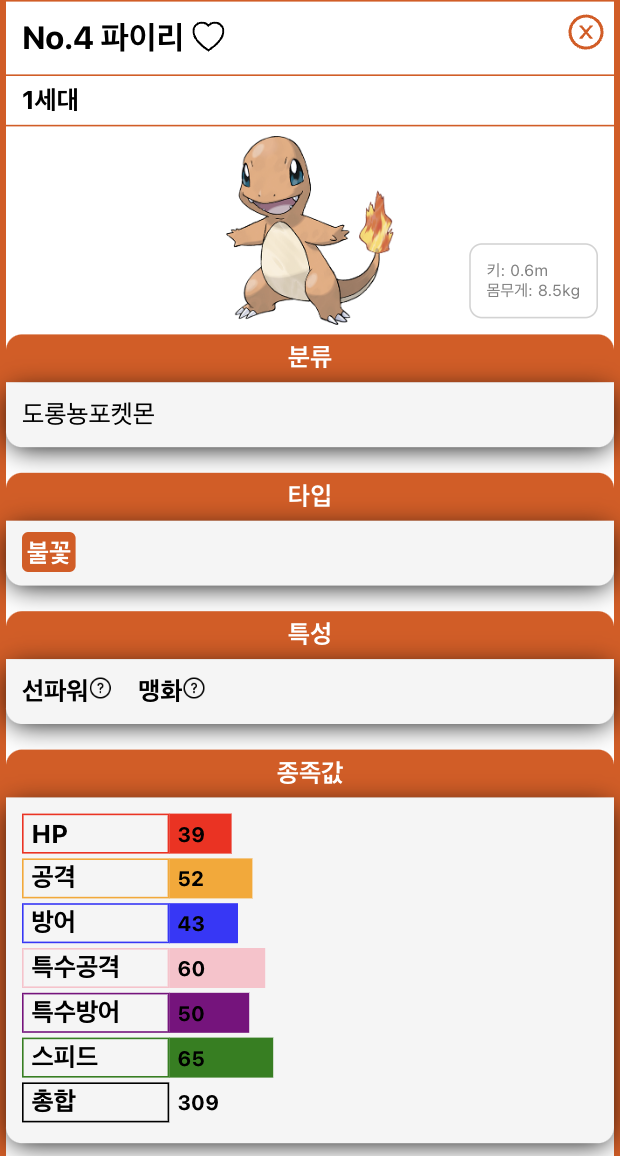 No.4 파이리
1세대
키: 0.6m
몸무게: 8.5kg
분류
도롱뇽포켓몬
타입
불꽃
특성
선파워? 맹화?
종족값
HP 39
공격 52
방어 43
특수공격 60
특수방어 50
스피드 65
총합 309